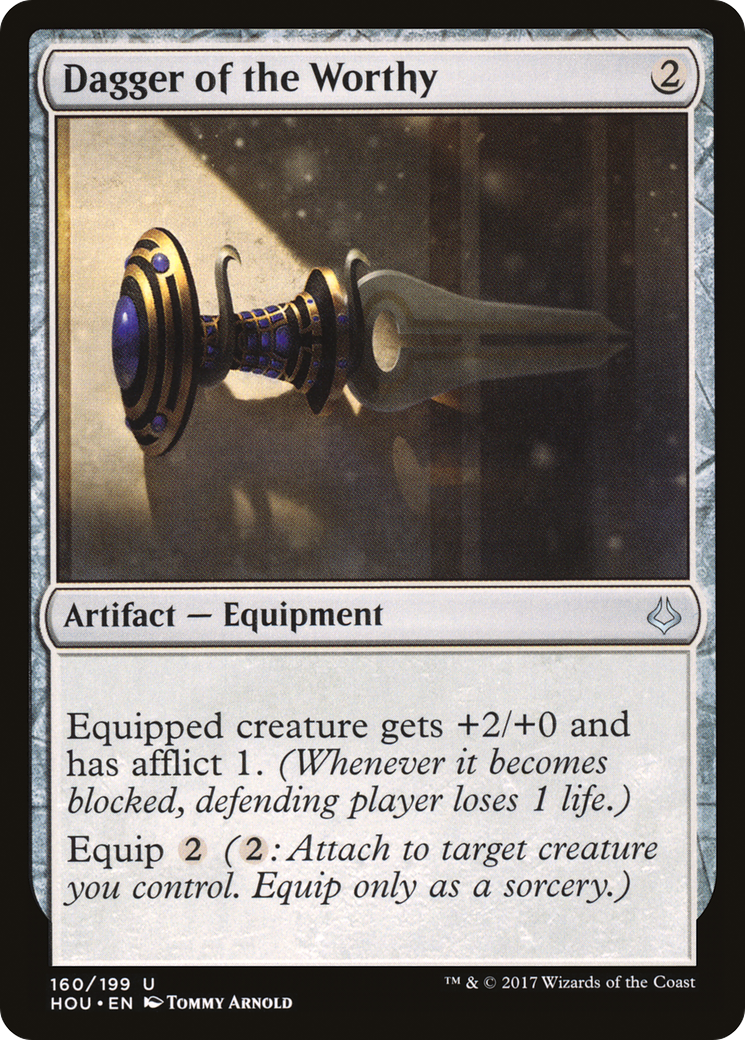 Dagger of the Worthy 2
Artifact — Equipment
Equipped creature gets +2/+0 and
has afflict 1. (Whenever it becomes
blocked, defending player loses 1 life.)
Equip 2 (2: Attach to target creature
you control. Equip only as a sorcery.)
160/199 U
HOU • EN Tommy Arnold
™ & © 2017 Wizards of the Coast